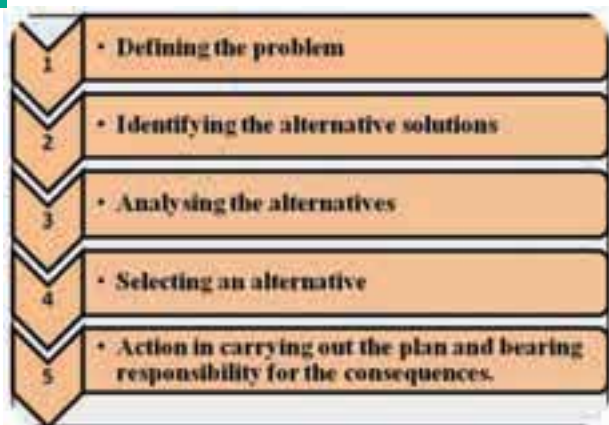 1
• Defining the problem
2
• Identifying the alternative solutions
3
• Analysing the alternatives
4
• Selecting an alternative
5
• Action in carrying out the plan and bearing
responsibility for the consequences.